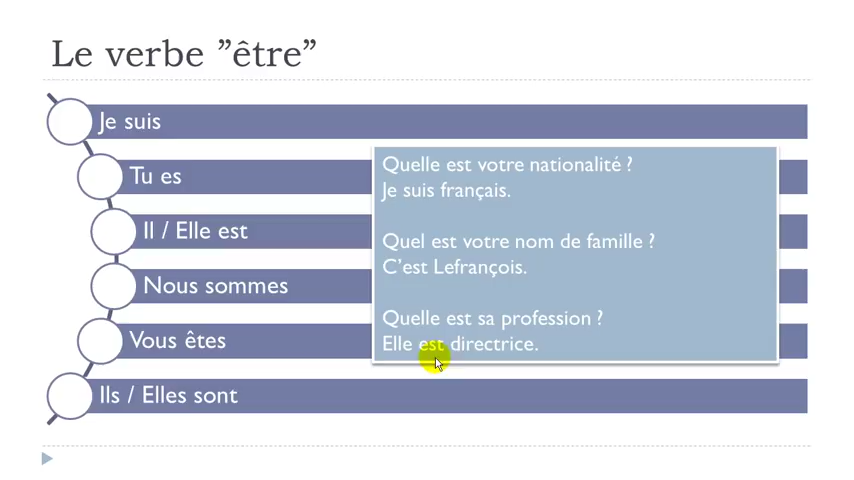 Le verbe ”être”
Je suis
Tu es
Il / Elle est
Nous sommes
Vous êtes
Ils / Elles sont
Quelle est votre nationalité ?
Je suis français.
Quel est votre nom de famille ?
C’est Lefrançois.
Quelle est sa profession ?
Elle est directrice.